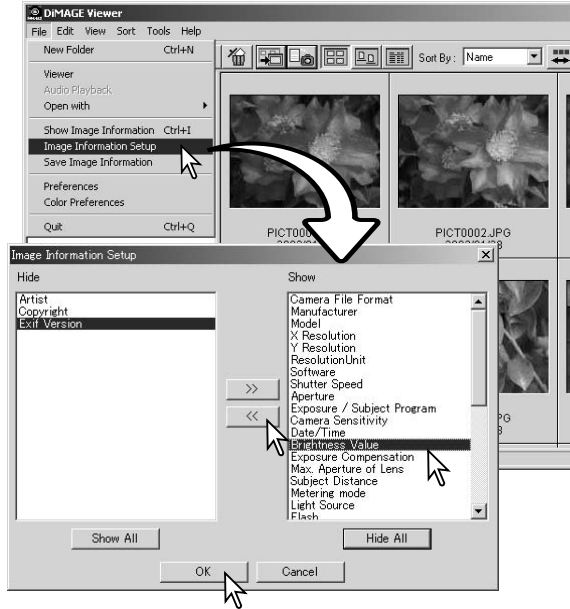 DiMAGE Viewer
File Edit View Sort Tools Help
New Folder Ctrl+N
Viewer
Audio Playback
Open with
Show Image Information Ctrl+I
Image Information Setup
Save Image Information
Preferences
Color Preferences
Quit Ctrl+Q
Sort By : Name
PICT0002.JPG
Image Information Setup
Hide
Artist
Copyright
Exif Version
>>
<<
Show
Camera File Format
Manufacturer
Model
X Resolution
Y Resolution
ResolutionUnit
Software
Shutter Speed
Aperture
Exposure / Subject Program
Camera Sensitivity
Date/Time
Brightness Value
Exposure Compensation
Max. Aperture of Lens
Subject Distance
Metering mode
Light Source
Flash
Show All
Hide All
OK
Cancel